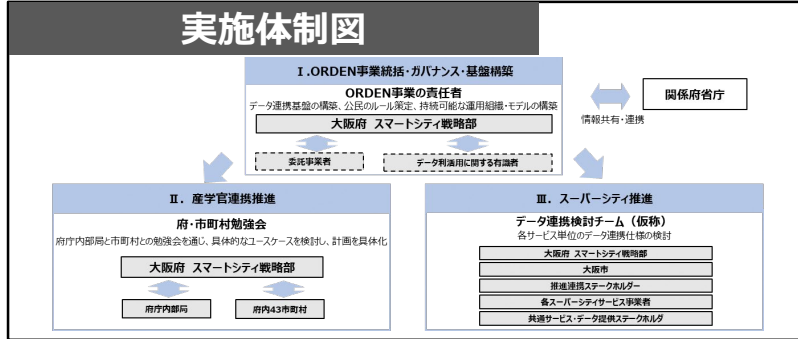 実施体制図
Ⅰ.ORDEN事業統括・ガバナンス・基盤構築
ORDEN事業の責任者
データ連携基盤の構築、公民のルール策定、持続可能な運用組織・モデルの構築
大阪府 スマートシティ戦略部
委託事業者
データ利活用に関する有識者
関係府省庁
情報共有・連携
Ⅱ. 産学官連携推進
府・市町村勉強会
府庁内部局と市町村との勉強会を通じ、具体的なユースケースを検討し、計画を具体化
大阪府 スマートシティ戦略部
府庁内部局
府内43市町村
Ⅲ. スーパーシティ推進
データ連携検討チーム（仮称）
各サービス単位のデータ連携仕様の検討
大阪府 スマートシティ戦略部
大阪市
推進連携ステークホルダー
各スーパーシティサービス事業者
共通サービス・データ提供ステークホルダ